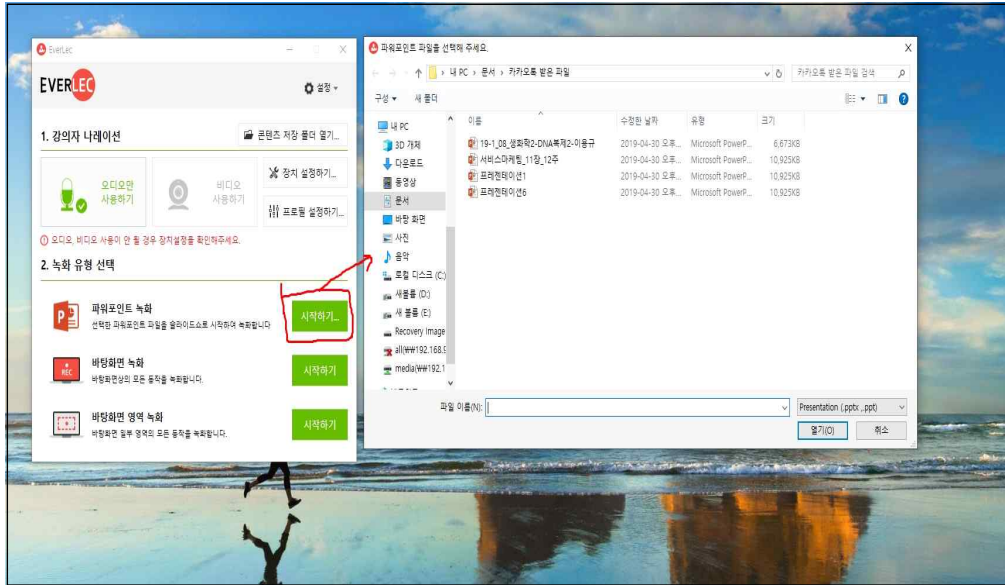 EverLec
EVERLEC
설정
1. 강의자 나레이션
콘텐츠 저장 폴더 열기...
오디오만
사용하기
비디오
사용하기
장치 설정하기...
프로필 설정하기...
오디오, 비디오 사용이 안 될 경우 장치설정을 확인해주세요.
2. 녹화 유형 선택
파워포인트 녹화
선택한 파워포인트 파일을 슬라이드쇼로 시작하여 녹화합니다
시작하기...
REC
바탕화면 녹화
바탕화면상의 모든 동작을 녹화합니다.
시작하기
바탕화면 영역 녹화
바탕화면 일부 영역의 모든 동작을 녹화합니다.
시작하기
파워포인트 파일을 선택해 주세요.
내 PC › 문서 › 카카오톡 받은 파일
카카오톡 받은 파일 검색
구성 새 폴더
이름 수정한 날짜 유형 크기
19-1_08_생화학2-DNA복제2-이용규 2019-04-30 오후... Microsoft PowerP... 6,673KB
서비스마케팅_11장_12주 2019-04-30 오후... Microsoft PowerP... 10,925KB
프레젠테이션1 2019-04-30 오후... Microsoft PowerP... 10,925KB
프레젠테이션6 2019-04-30 오후... Microsoft PowerP... 10,925KB
내 PC
3D 개체
다운로드
동영상
문서
바탕 화면
사진
음악
로컬 디스크 (C:)
새볼륨 (D:)
새 볼륨 (E:)
Recovery Image
all(₩₩192.168.9
media(₩₩192.1
파일 이름(N):
Presentation (.pptx ,.ppt)
열기(O) 취소